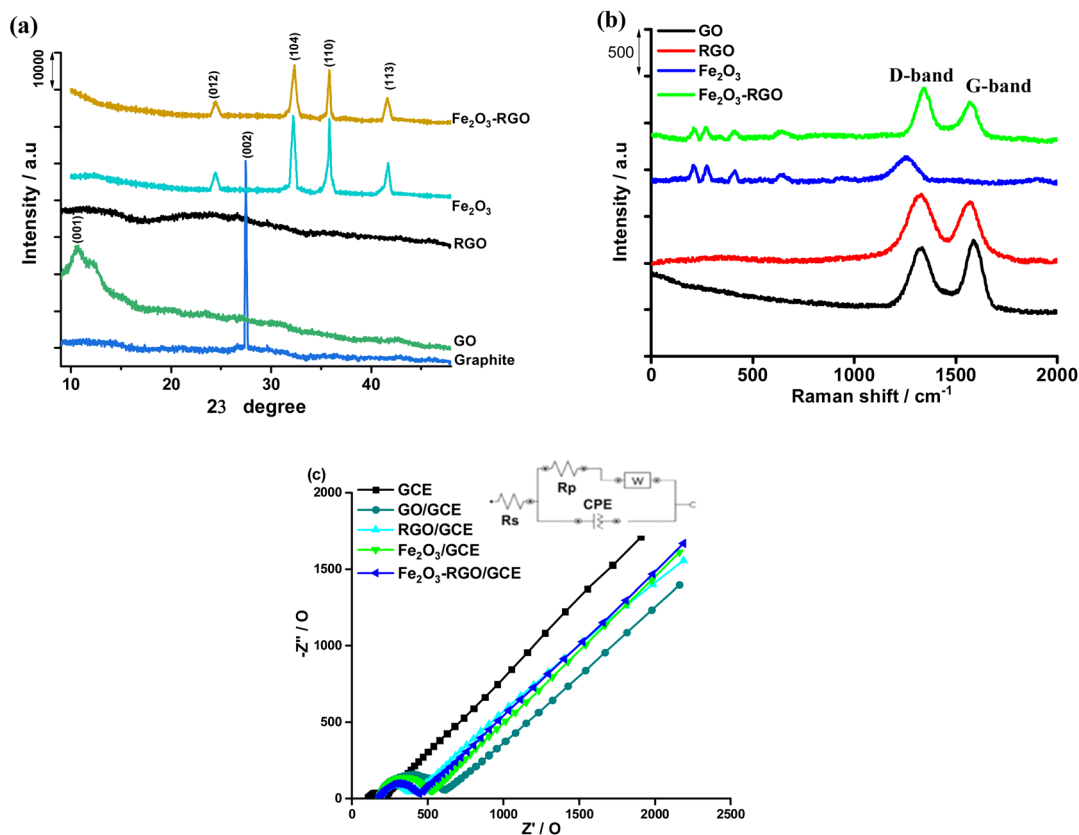 (a)
10000
Intensity / a.u
(012)
(104)
(110)
(113)
Fe₂O₃-RGO
(002)
Fe₂O₃
RGO
(001)
GO
Graphite
10 20 30 40
23 degree
(b)
500
GO
RGO
Fe₂O₃
Fe₂O₃-RGO
D-band
G-band
Intensity / a.u
0 500 1000 1500 2000
Raman shift / cm⁻¹
(c)
GCE
GO/GCE
RGO/GCE
Fe₂O₃/GCE
Fe₂O₃-RGO/GCE
Rs
Rp
W
CPE
2000
1500
1000
500
0
-Z'' / O
0 500 1000 1500 2000 2500
Z' / O